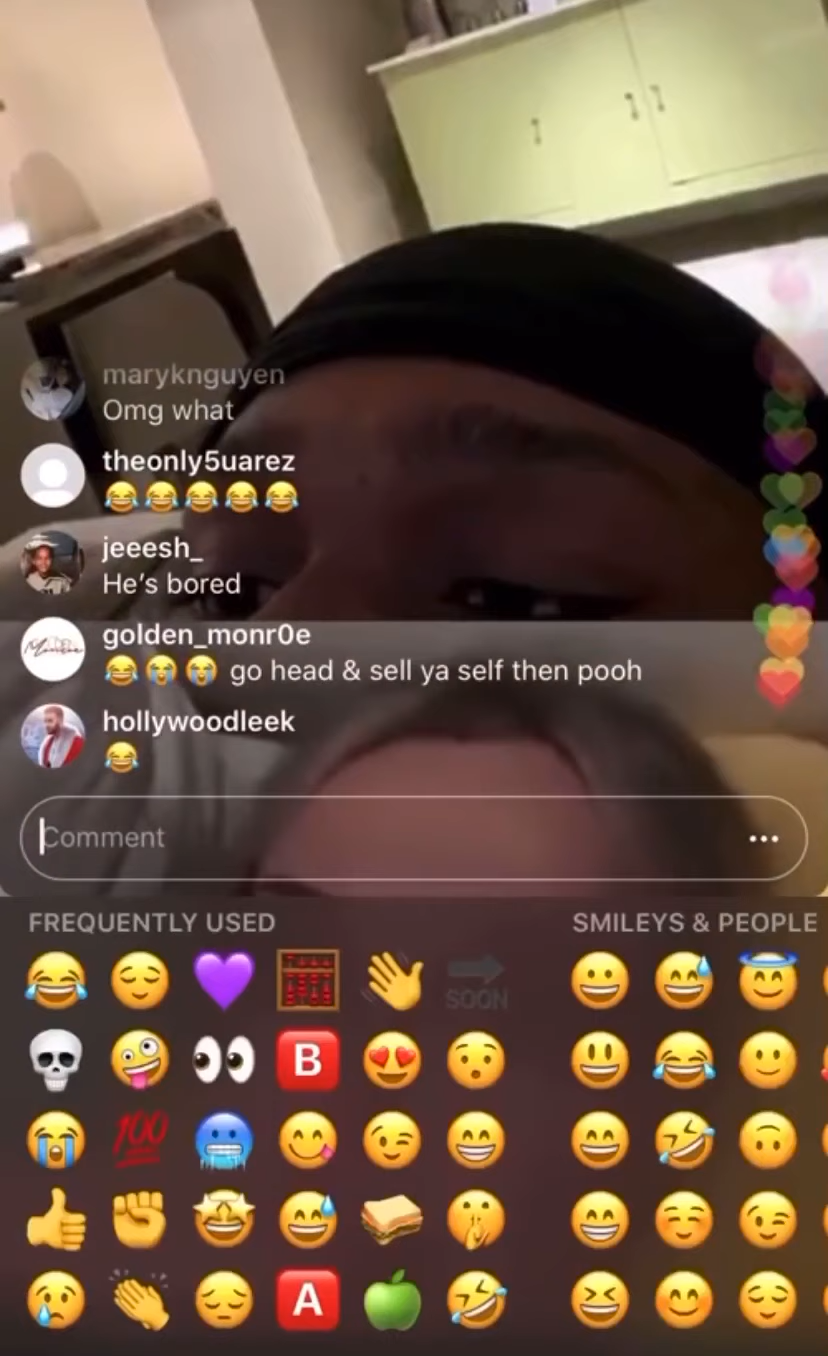 maryknguyen
Omg what
theonly5uarez
😂😂😂😂😂
jeeesh_
He's bored
golden_monr0e
😂😭😭 go head & sell ya self then pooh
hollywoodleek
😂
Comment
FREQUENTLY USED
SMILEYS & PEOPLE
SOON
B
100
A